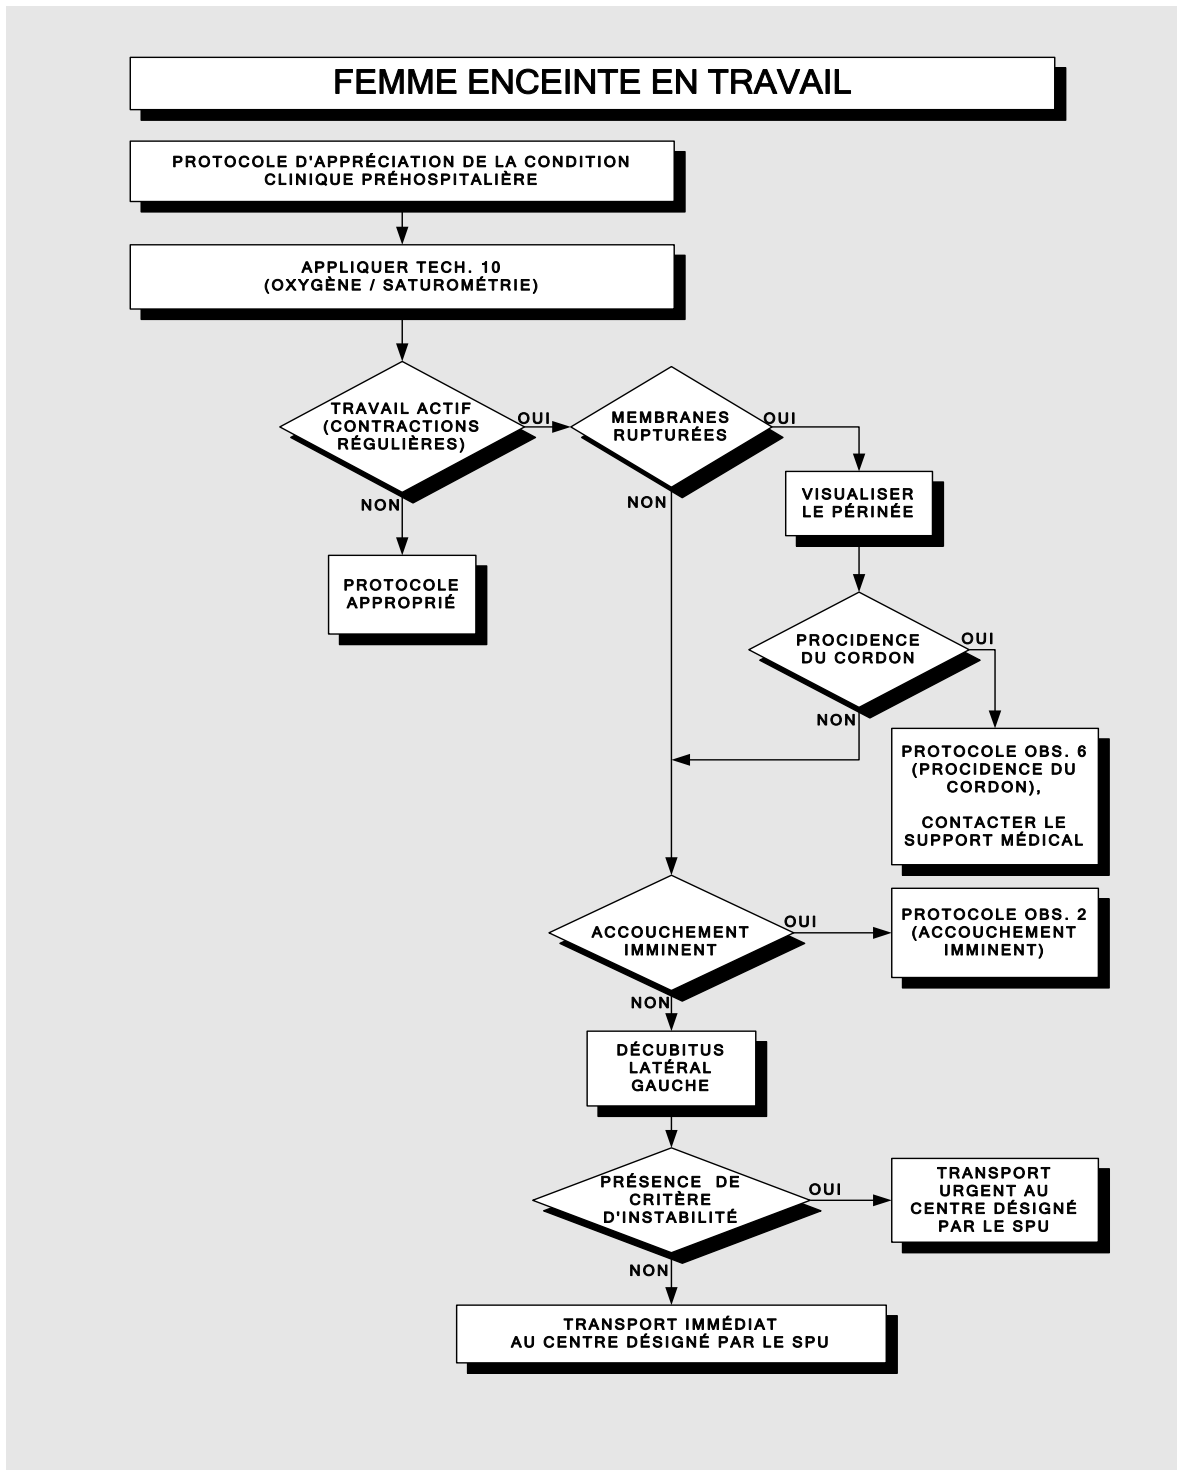 FEMME ENCEINTE EN TRAVAIL
PROTOCOLE D'APPRÉCIATION DE LA CONDITION
CLINIQUE PRÉHOSPITALIÈRE
APPLIQUER TECH. 10
(OXYGÈNE / SATUROMÉTRIE)
TRAVAIL ACTIF
(CONTRACTIONS
RÉGULIÈRES)
OUI
MEMBRANES
RUPTURÉES
OUI
NON
NON
VISUALISER
LE PÉRINÉE
PROTOCOLE
APPROPRIÉ
PROCIDENCE
DU CORDON
OUI
NON
PROTOCOLE OBS. 6
(PROCIDENCE DU
CORDON),
CONTACTER LE
SUPPORT MÉDICAL
ACCOUCHEMENT
IMMINENT
OUI
PROTOCOLE OBS. 2
(ACCOUCHEMENT
IMMINENT)
NON
DÉCUBITUS
LATÉRAL
GAUCHE
PRÉSENCE DE
CRITÈRE
D'INSTABILITÉ
OUI
TRANSPORT
URGENT AU
CENTRE DÉSIGNÉ
PAR LE SPU
NON
TRANSPORT IMMÉDIAT
AU CENTRE DÉSIGNÉ PAR LE SPU